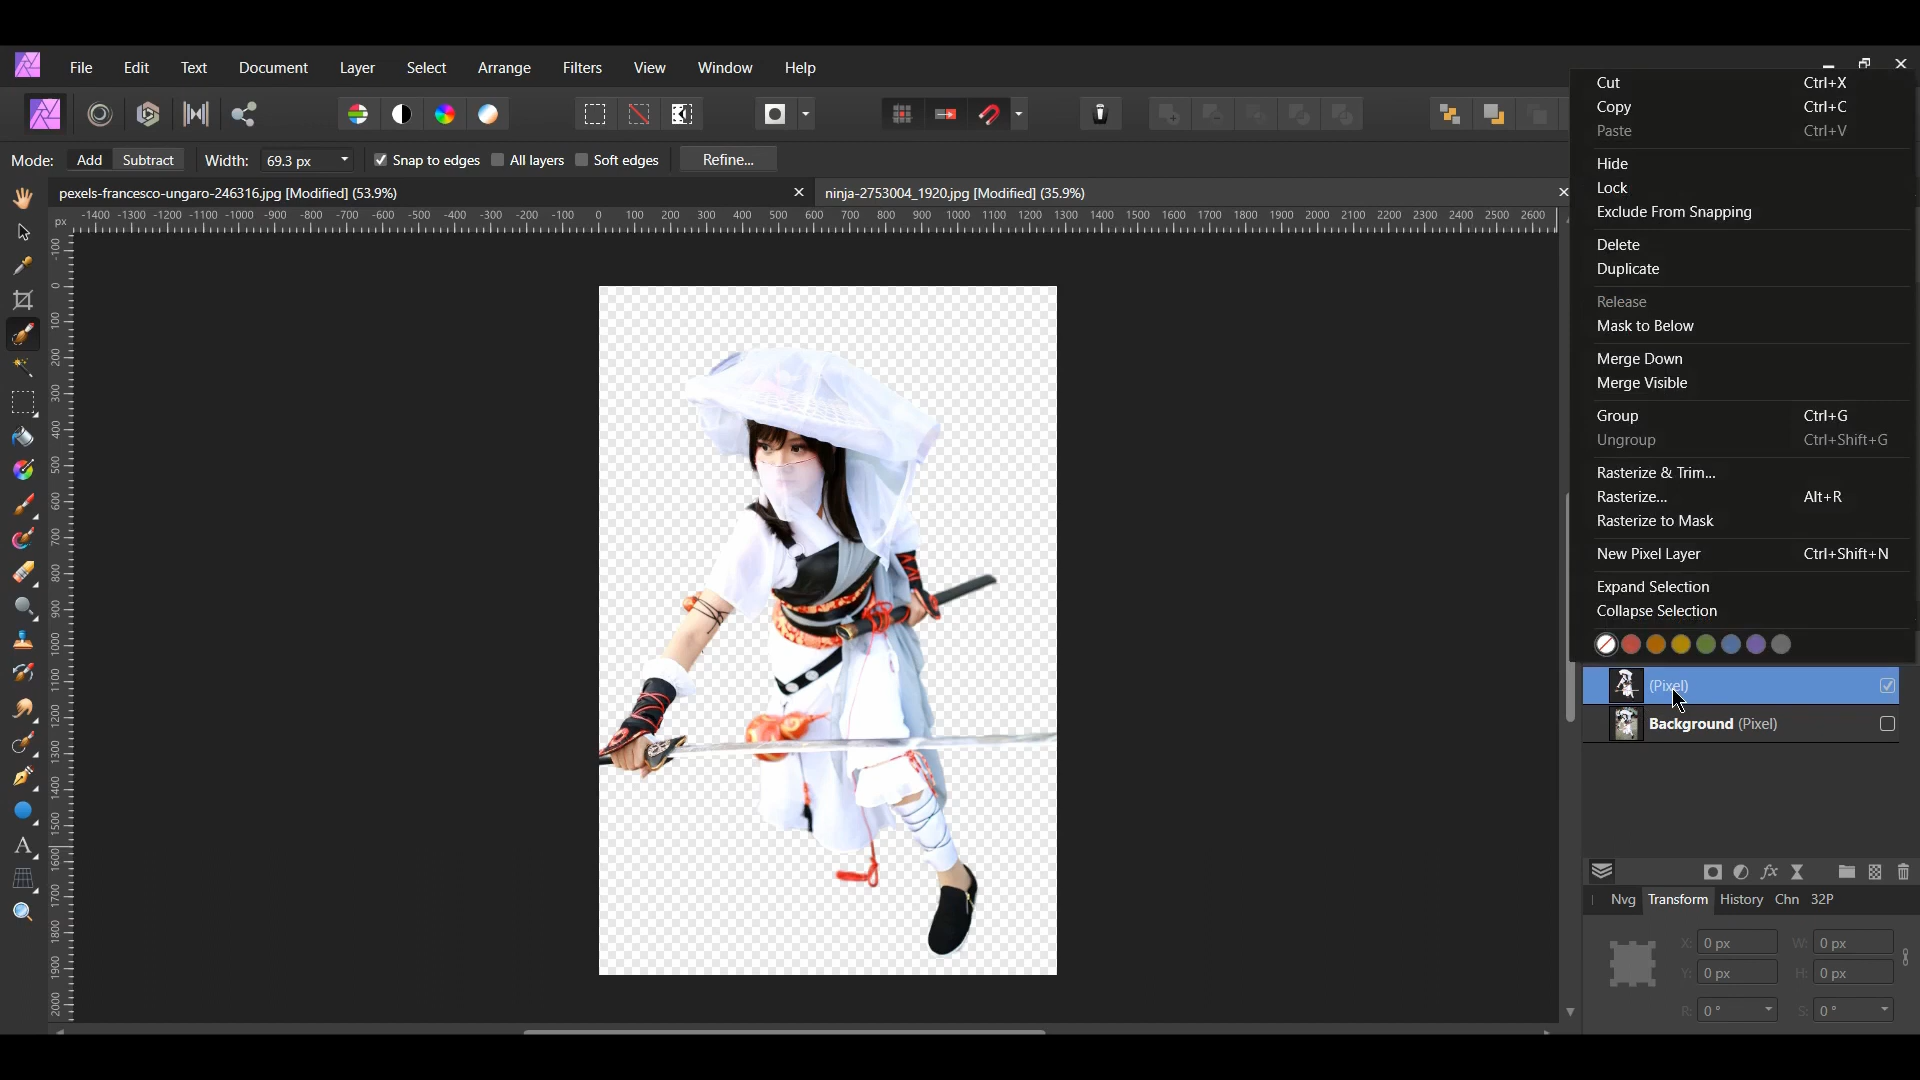 File Edit Text Document Layer Select Arrange Filters View Window Help
Mode: Add Subtract Width: 69.3 px Snap to edges All layers Soft edges Refine...
pexels-francesco-ungaro-246316.jpg [Modified] (53.9%) ninja-2753004_1920.jpg [Modified] (35.9%)
px -1400 -1300 -1200 -1100 -1000 -900 -800 -700 -600 -500 -400 -300 -200 -100 0 100 200 300 400 500 600 700 800 900 1000 1100 1200 1300 1400 1500 1600 1700 1800 1900 2000 2100 2200 2300 2400 2500 2600
-100
0
100
200
300
400
500
600
700
800
900
1000
1100
1200
1300
1400
1500
1600
1700
1800
1900
2000
Cut Ctrl+X
Copy Ctrl+C
Paste Ctrl+V
Hide
Lock
Exclude From Snapping
Delete
Duplicate
Release
Mask to Below
Merge Down
Merge Visible
Group Ctrl+G
Ungroup Ctrl+Shift+G
Rasterize & Trim...
Rasterize... Alt+R
Rasterize to Mask
New Pixel Layer Ctrl+Shift+N
Expand Selection
Collapse Selection
(Pixel)
Background (Pixel)
Nvg Transform History Chn 32P
X: 0 px W: 0 px
Y: 0 px H: 0 px
R: 0 ° S: 0 °